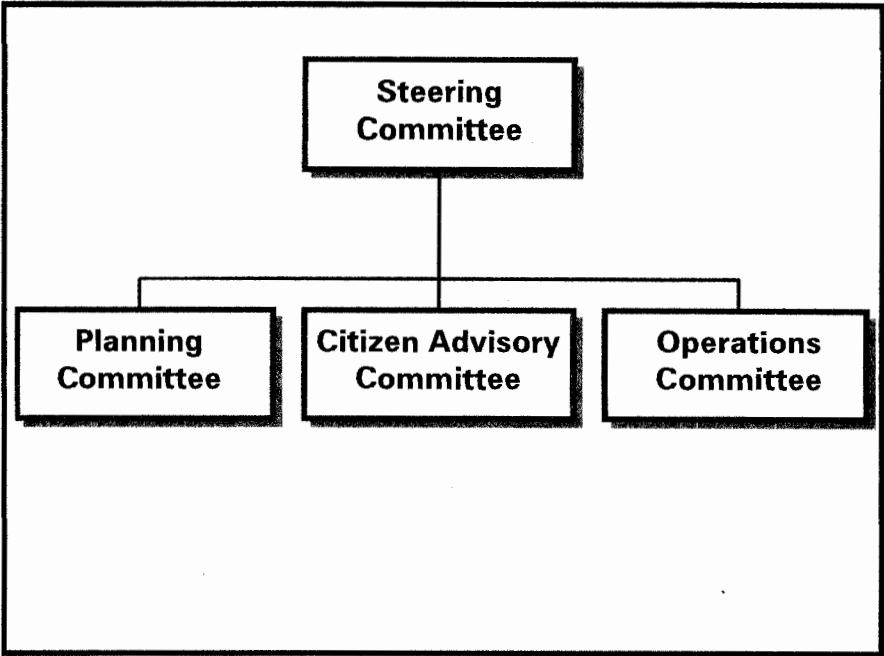 Steering
Committee
Planning
Committee
Citizen Advisory
Committee
Operations
Committee